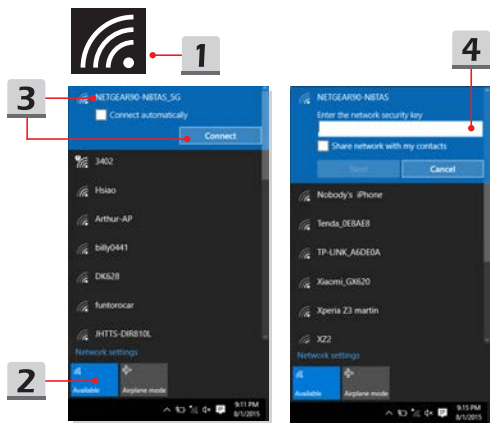 1
4
3
NETGEAR90-N8TAS_5G
Connect automatically
Connect
3402
Hsiao
Arthur-AP
billy0441
DK628
funtorocar
JHTTS-DIR810L
Network settings
2
Available
Airplane mode
9:11 PM
8/1/2015
NETGEAR90-N8TAS
Enter the network security key
Share network with my contacts
Next
Cancel
Nobody's iPhone
Tenda_0E8AE8
TP-LINK_A6DE0A
Xiaomi_GX620
Xperia Z3 martin
XZ2
Network settings
Available
Airplane mode
9:15 PM
8/1/2015